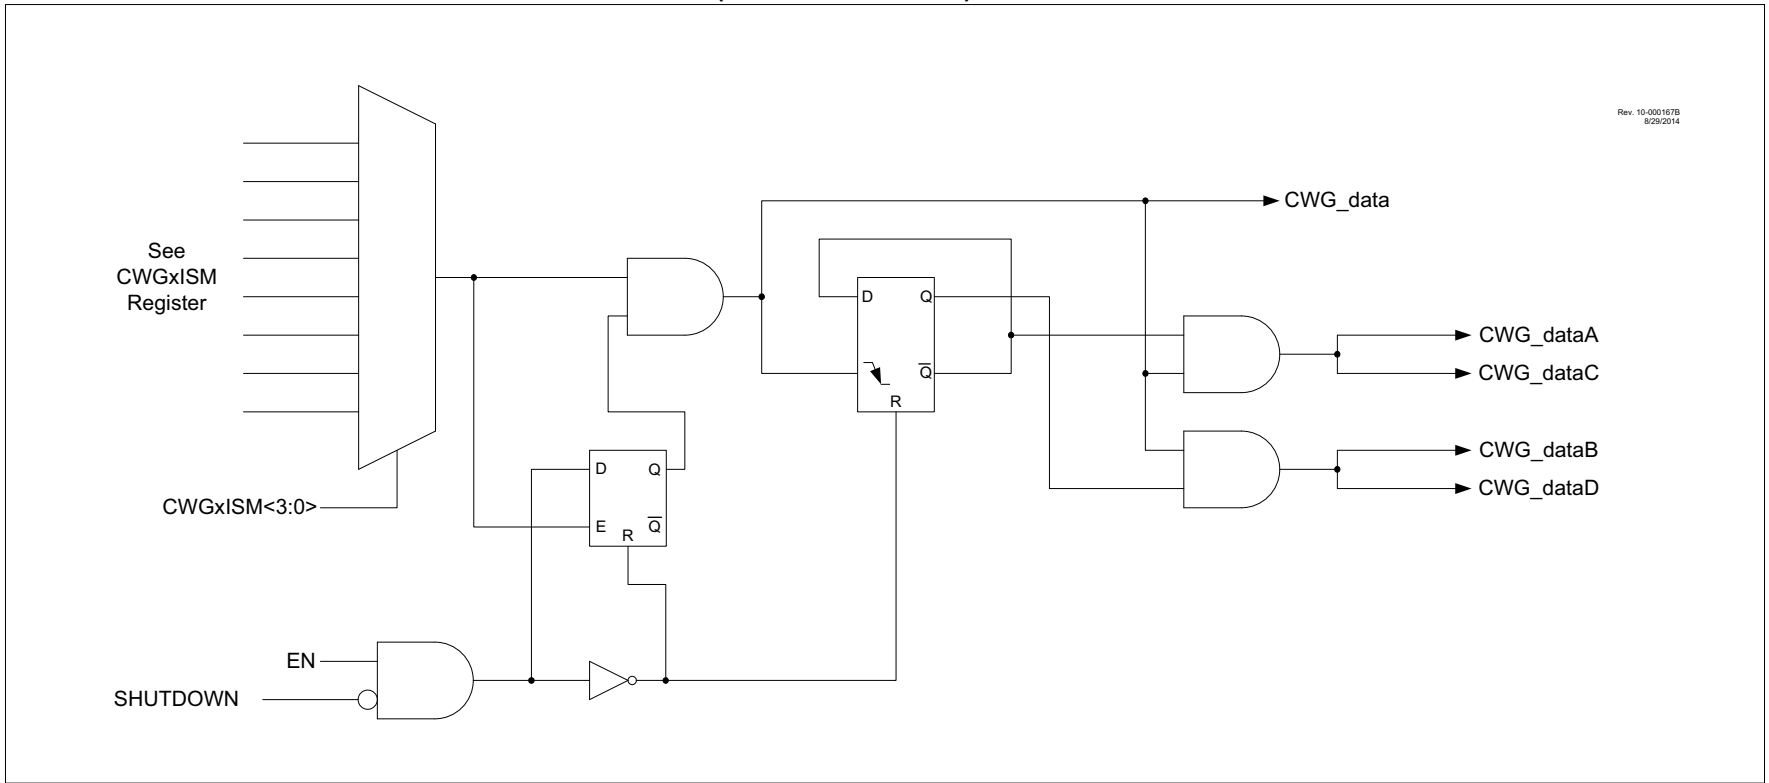 Rev. 10-000167B
8/29/2014
CWG_data
See
CWGxISM
Register
D
Q
Q
R
CWG_dataA
CWG_dataC
CWG_dataB
CWG_dataD
D
Q
E
Q
R
CWGxISM<3:0>
EN
SHUTDOWN